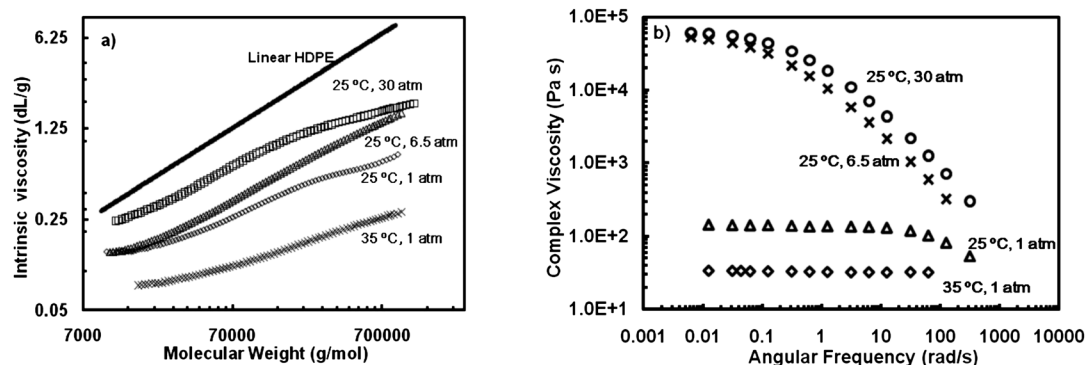 a)
6.25
1.25
0.25
0.05
Intrinsic viscosity (dL/g)
Linear HDPE
25 ºC, 30 atm
25 ºC, 6.5 atm
25 ºC, 1 atm
35 ºC, 1 atm
7000 70000 700000
Molecular Weight (g/mol)
b)
1.0E+5
1.0E+4
1.0E+3
1.0E+2
1.0E+1
Complex Viscosity (Pa s)
25 ºC, 30 atm
25 ºC, 6.5 atm
25 ºC, 1 atm
35 ºC, 1 atm
0.001 0.01 0.1 1 10 100 1000 10000
Angular Frequency (rad/s)